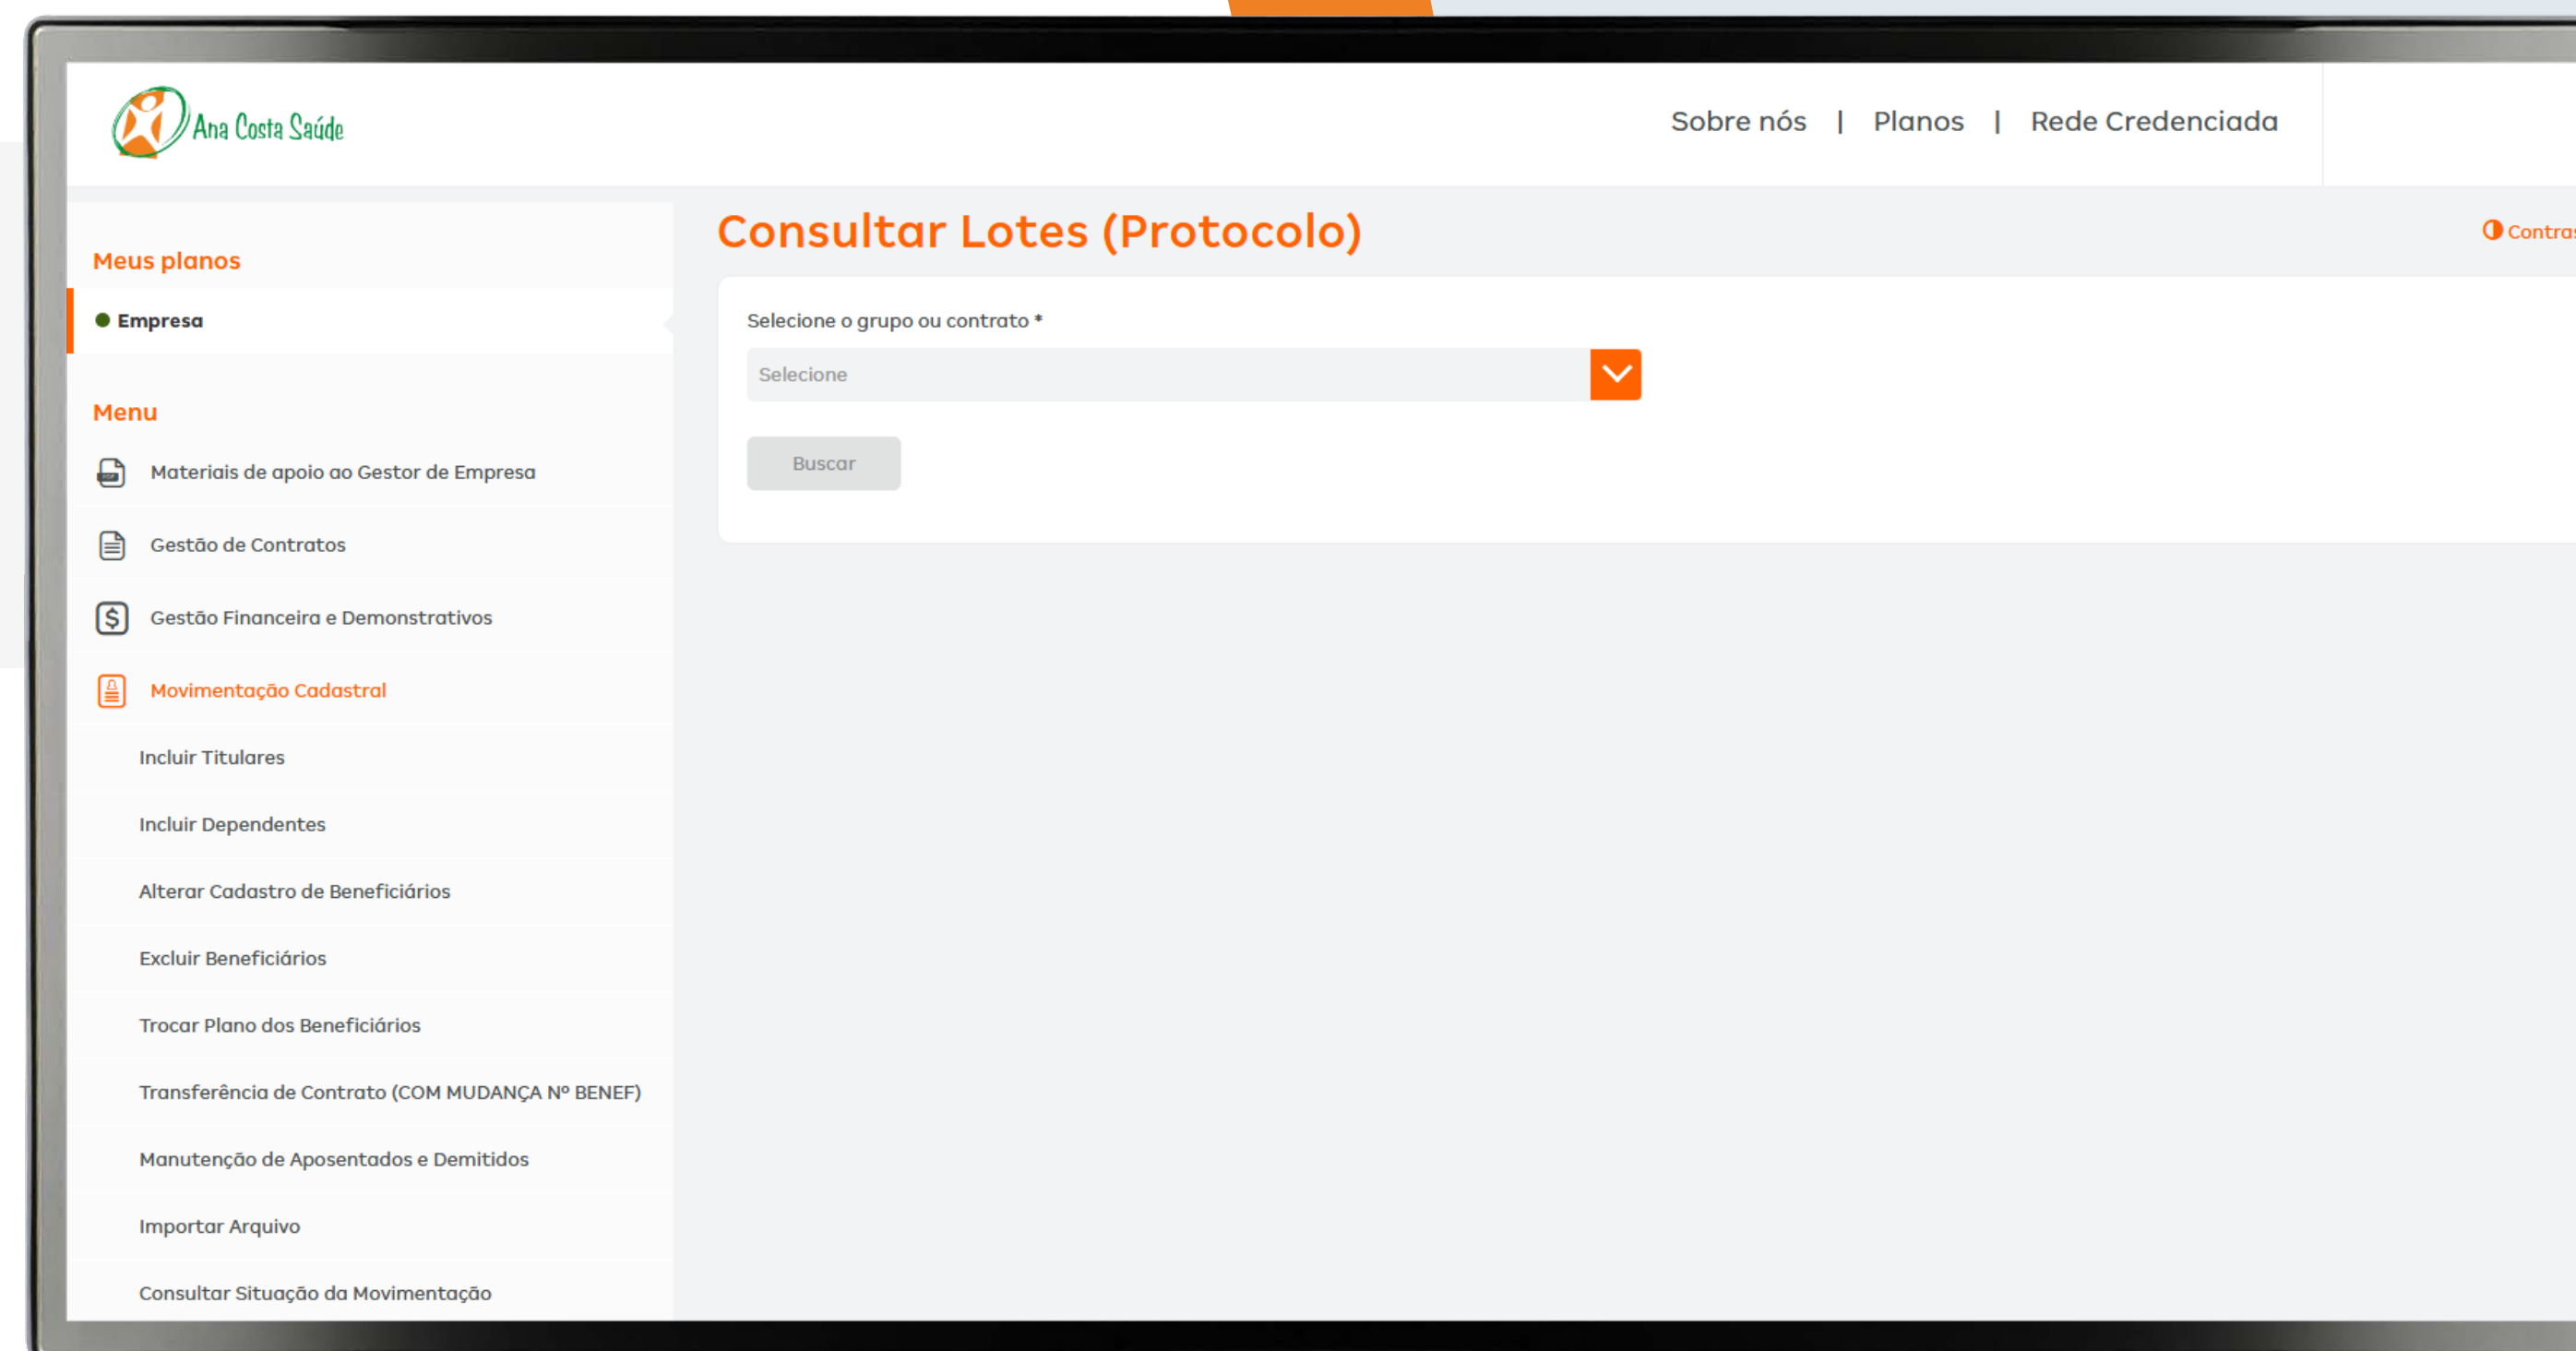 Ana Costa Saúde
Sobre nós | Planos | Rede Credenciada
Meus planos
Empresa
Menu
Materiais de apoio ao Gestor de Empresa
Gestão de Contratos
Gestão Financeira e Demonstrativos
Movimentação Cadastral
Incluir Titulares
Incluir Dependentes
Alterar Cadastro de Beneficiários
Excluir Beneficiários
Trocar Plano dos Beneficiários
Transferência de Contrato (COM MUDANÇA Nº BENEF)
Manutenção de Aposentados e Demitidos
Importar Arquivo
Consultar Situação da Movimentação
Consultar Lotes (Protocolo)
Selecione o grupo ou contrato *
Selecione
Buscar